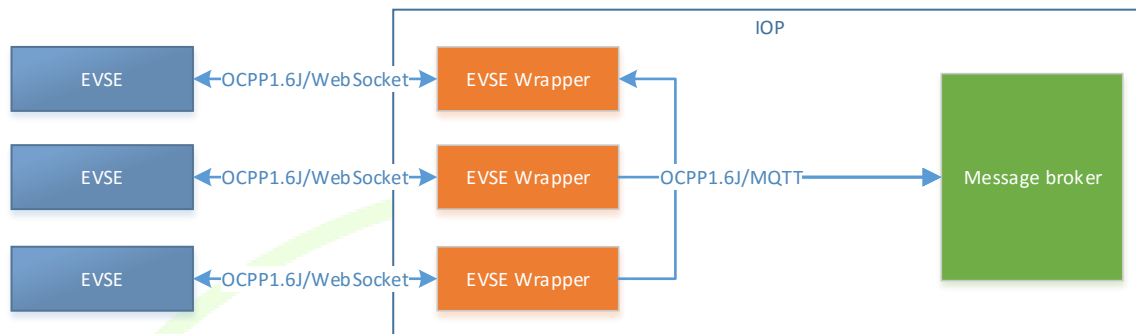 IOP
EVSE
OCPP1.6J/WebSocket
EVSE Wrapper
EVSE
OCPP1.6J/WebSocket
EVSE Wrapper
OCPP1.6J/MQTT
Message broker
EVSE
OCPP1.6J/WebSocket
EVSE Wrapper